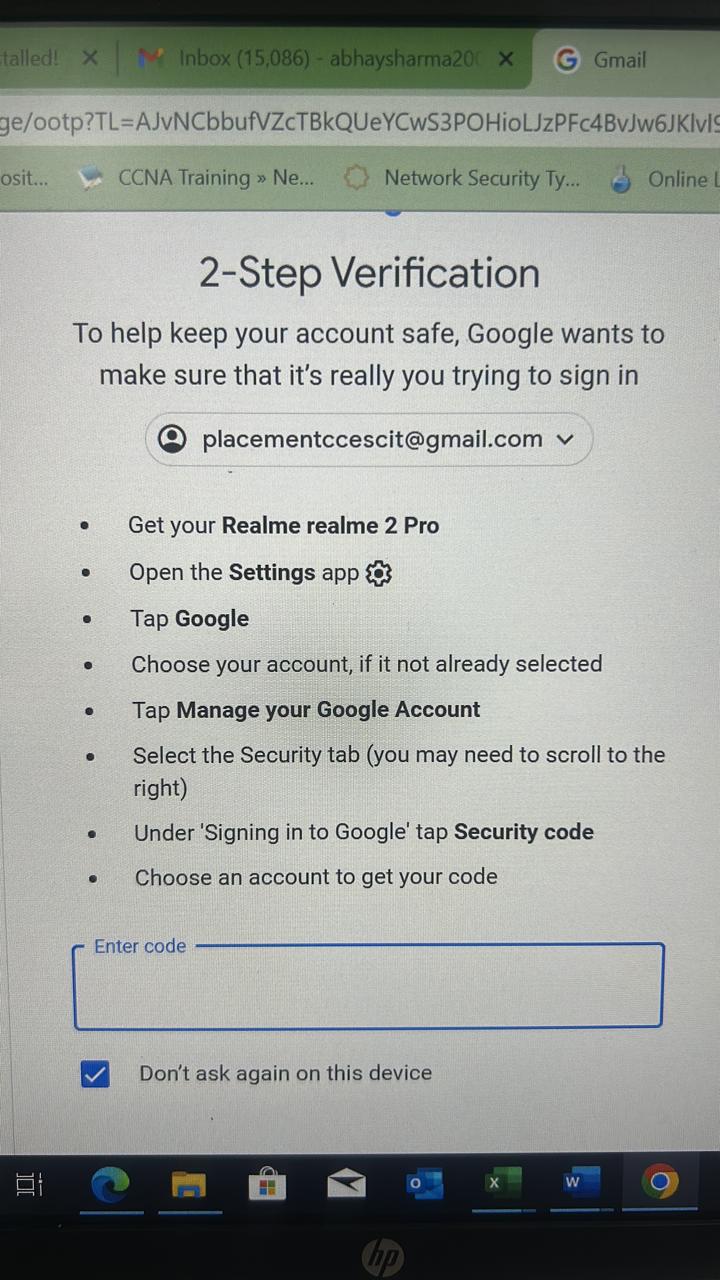 talled!
Inbox (15,086) - abhaysharma20
Gmail
ge/ootp?TL=AJvNCbbufVZcTBkQUeYCwS3POHioLJzPFc4BvJw6JKlvl9
osit...
CCNA Training » Ne...
Network Security Ty...
Online L
2-Step Verification
To help keep your account safe, Google wants to
make sure that it's really you trying to sign in
placementccescit@gmail.com
• Get your Realme realme 2 Pro
• Open the Settings app
• Tap Google
• Choose your account, if it not already selected
• Tap Manage your Google Account
• Select the Security tab (you may need to scroll to the
right)
• Under 'Signing in to Google' tap Security code
• Choose an account to get your code
Enter code
Don't ask again on this device
hp